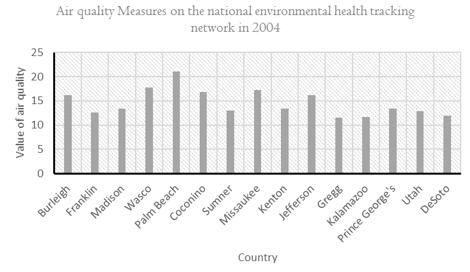 Air quality Measures on the national environmental health tracking
network in 2004
Value of air quality
25
20
15
10
5
0
Burleigh
Franklin
Madison
Wasco
Palm Beach
Coconino
Sumner
Missaukee
Kenton
Jefferson
Gregg
Kalamazoo
Prince George's
Utah
DeSoto
Country